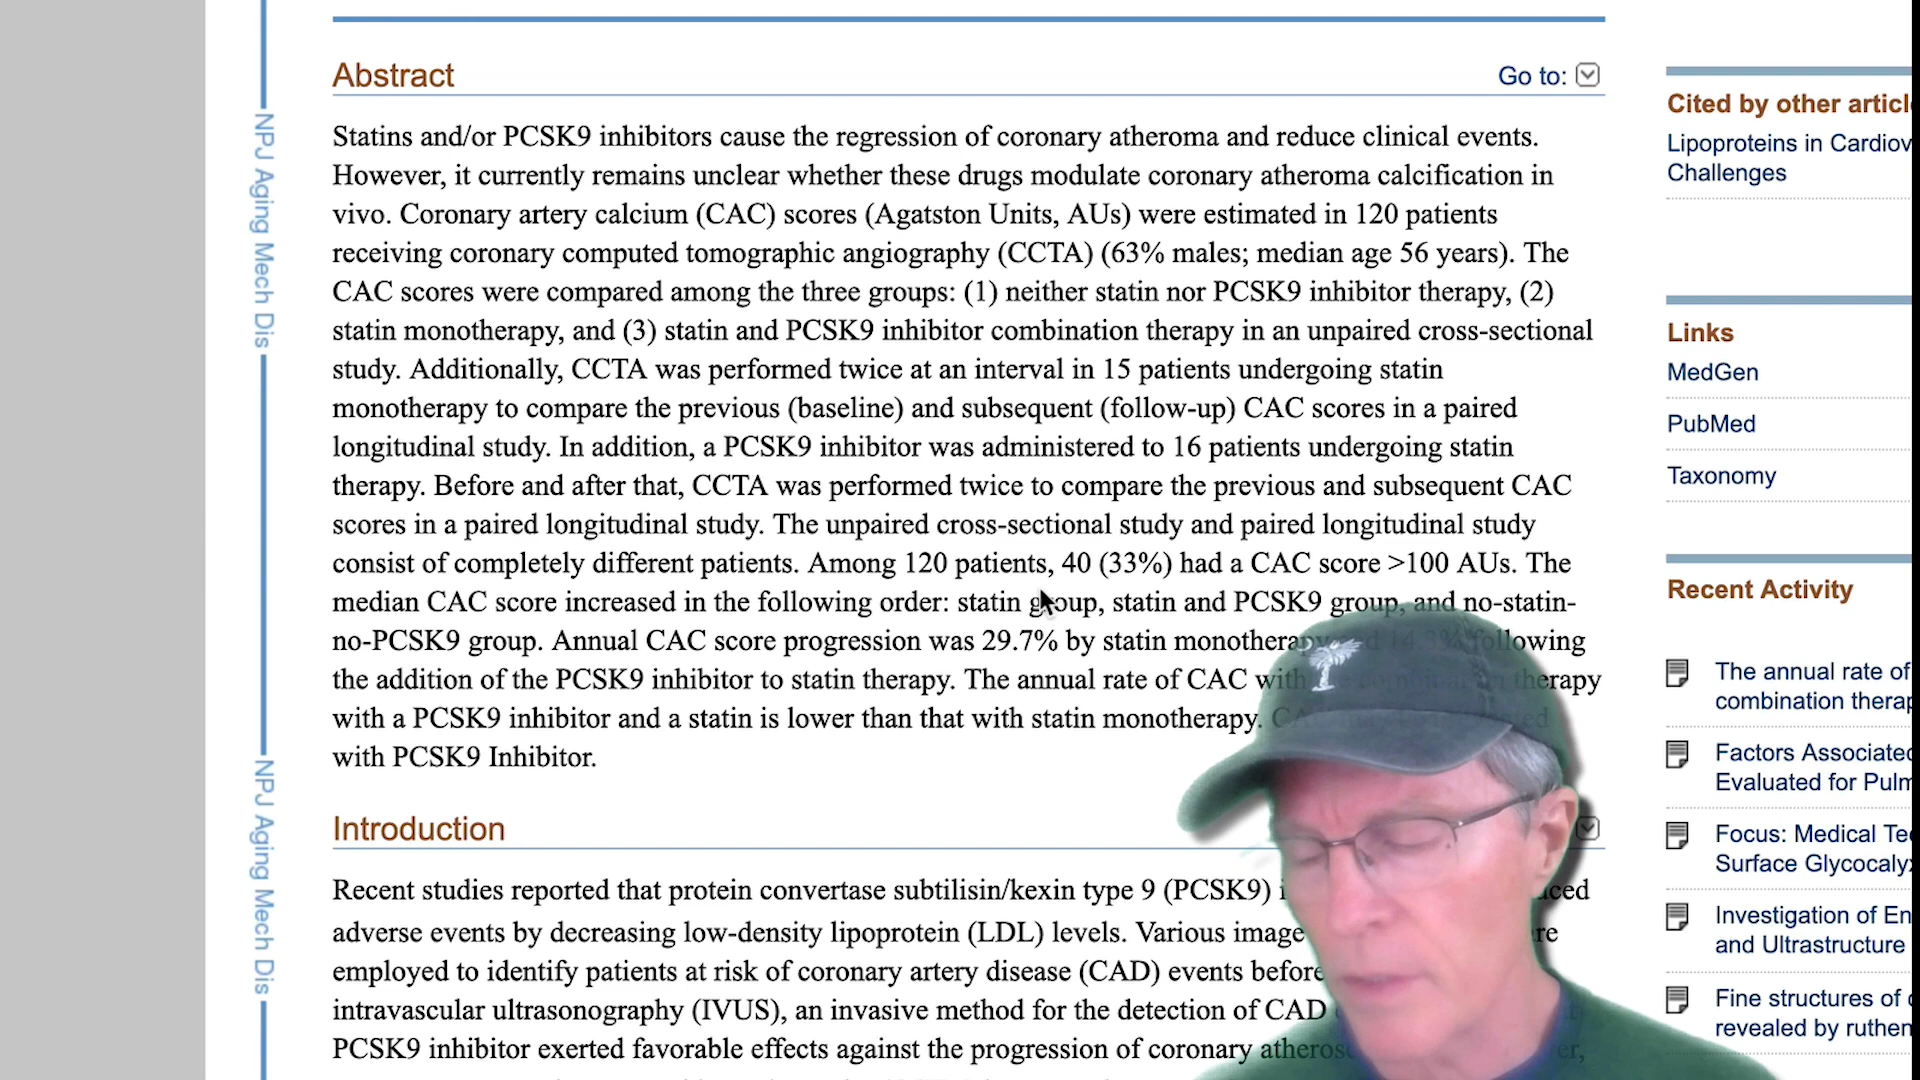 Abstract
Go to:
Statins and/or PCSK9 inhibitors cause the regression of coronary atheroma and reduce clinical events.
However, it currently remains unclear whether these drugs modulate coronary atheroma calcification in
vivo. Coronary artery calcium (CAC) scores (Agatston Units, AUs) were estimated in 120 patients
receiving coronary computed tomographic angiography (CCTA) (63% males; median age 56 years). The
CAC scores were compared among the three groups: (1) neither statin nor PCSK9 inhibitor therapy, (2)
statin monotherapy, and (3) statin and PCSK9 inhibitor combination therapy in an unpaired cross-sectional
study. Additionally, CCTA was performed twice at an interval in 15 patients undergoing statin
monotherapy to compare the previous (baseline) and subsequent (follow-up) CAC scores in a paired
longitudinal study. In addition, a PCSK9 inhibitor was administered to 16 patients undergoing statin
therapy. Before and after that, CCTA was performed twice to compare the previous and subsequent CAC
scores in a paired longitudinal study. The unpaired cross-sectional study and paired longitudinal study
consist of completely different patients. Among 120 patients, 40 (33%) had a CAC score >100 AUs. The
median CAC score increased in the following order: statin group, statin and PCSK9 group, and no-statin-
no-PCSK9 group. Annual CAC score progression was 29.7% by statin monotherapy and 14.3% following
the addition of the PCSK9 inhibitor to statin therapy. The annual rate of CAC with combination therapy
with a PCSK9 inhibitor and a statin is lower than that with statin monotherapy.
with PCSK9 Inhibitor.
Introduction
Recent studies reported that protein convertase subtilisin/kexin type 9 (PCSK9)
adverse events by decreasing low-density lipoprotein (LDL) levels. Various image
employed to identify patients at risk of coronary artery disease (CAD) events before
intravascular ultrasonography (IVUS), an invasive method for the detection of CAD
PCSK9 inhibitor exerted favorable effects against the progression of coronary
NPJ Aging Mech Dis
NPJ Aging Mech Dis
Cited by other articl
Lipoproteins in Cardiov
Challenges
Links
MedGen
PubMed
Taxonomy
Recent Activity
The annual rate of
combination therap
Factors Associated
Evaluated for Pulm
Focus: Medical Te
Surface Glycocaly
Investigation of En
and Ultrastructure
Fine structures of
revealed by ruthen